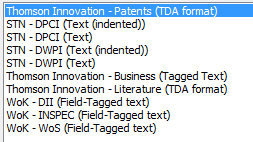 Thomson Innovation - Patents (TDA format)
STN - DPCI (Text (indented))
STN - DPCI (Text)
STN - DWPI (Text (indented))
STN - DWPI (Text)
Thomson Innovation - Business (Tagged Text)
Thomson Innovation - Literature (TDA format)
WoK - DII (Field-Tagged text)
WoK - INSPEC (Field-Tagged text)
WoK - WoS (Field-Tagged text)